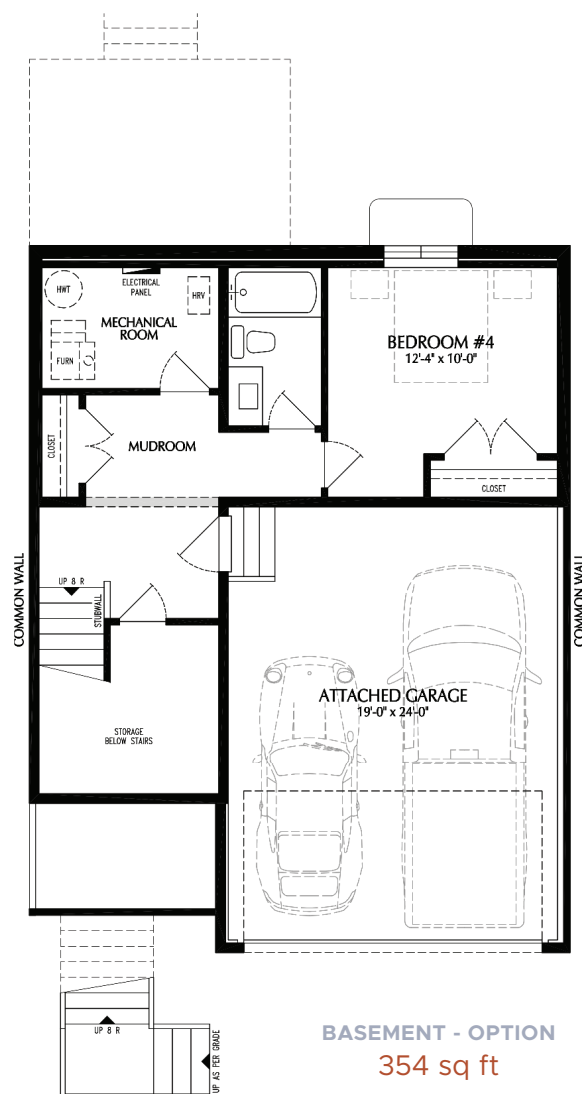 HWT
ELECTRICAL
PANEL
HRV
MECHANICAL
ROOM
FURN
BEDROOM #4
12'-4" x 10'-0"
CLOSET
MUDROOM
CLOSET
COMMON WALL
UP 8 R
STUBWALL
COMMON WALL
ATTACHED GARAGE
19'-0" x 24'-0"
STORAGE
BELOW STAIRS
UP 8 R
UP AS PER GRADE
BASEMENT - OPTION
354 sq ft